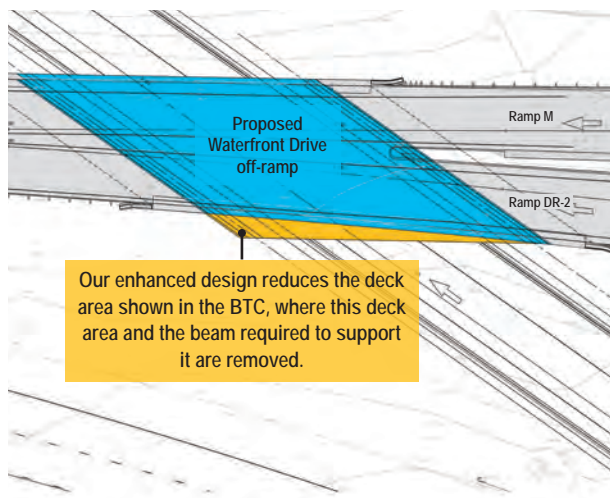 Ramp M
Proposed
Waterfront Drive
off-ramp
Ramp DR-2
Our enhanced design reduces the deck
area shown in the BTC, where this deck
area and the beam required to support
it are removed.